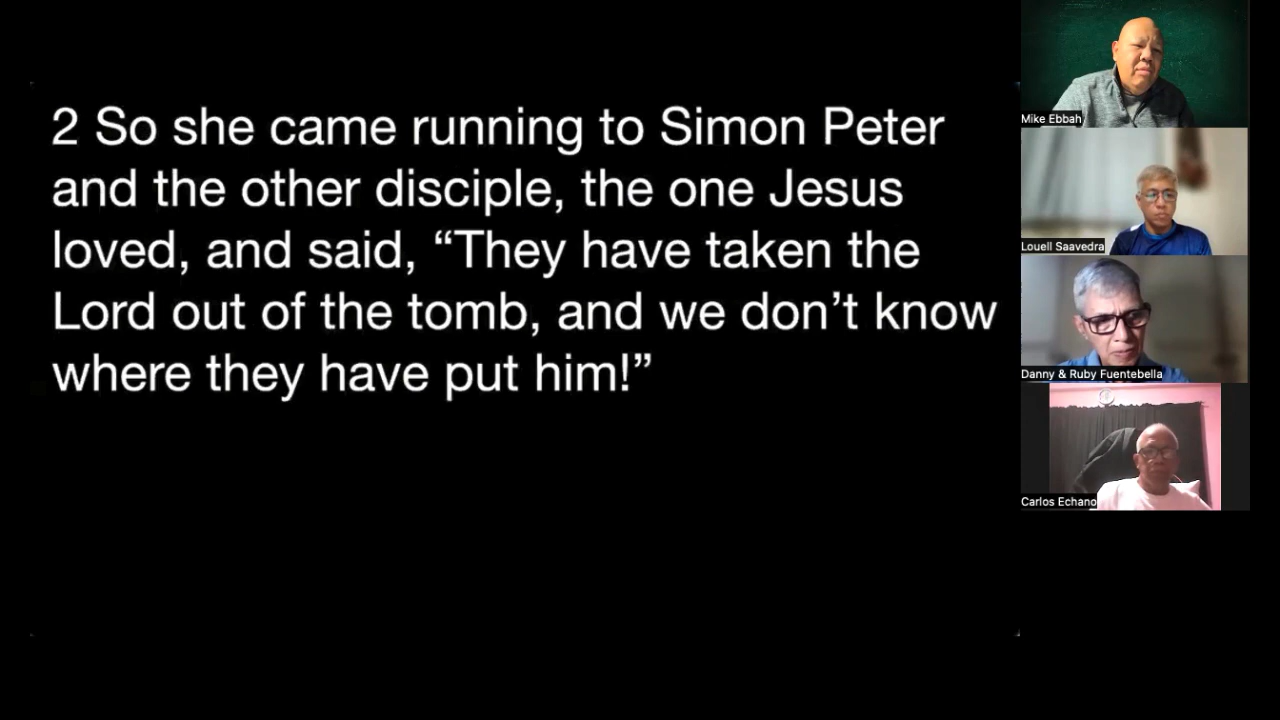 2 So she came running to Simon Peter
and the other disciple, the one Jesus
loved, and said, “They have taken the
Lord out of the tomb, and we don’t know
where they have put him!”
Mike Ebbah
Louell Saavedra
Danny & Ruby Fuentebella
Carlos Echano